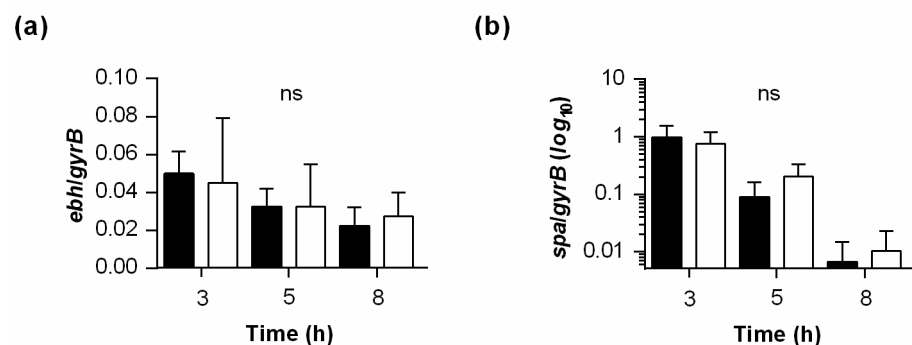 (a)
ebh/gyrB
0.10
0.08
0.06
0.04
0.02
0.00
ns
3 5 8
Time (h)
(b)
spa/gyrB (log10)
10
1
0.1
0.01
ns
3 5 8
Time (h)